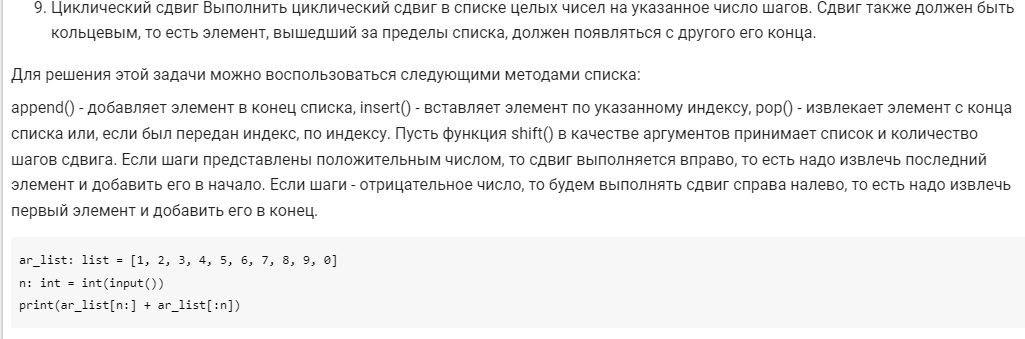 9. Циклический сдвиг Выполнить циклический сдвиг в списке целых чисел на указанное число шагов. Сдвиг также должен быть
кольцевым, то есть элемент, вышедший за пределы списка, должен появляться с другого его конца.
Для решения этой задачи можно воспользоваться следующими методами списка:
append() - добавляет элемент в конец списка, insert() - вставляет элемент по указанному индексу, pop() - извлекает элемент с конца
списка или, если был передан индекс, по индексу. Пусть функция shift() в качестве аргументов принимает список и количество
шагов сдвига. Если шаги представлены положительным числом, то сдвиг выполняется вправо, то есть надо извлечь последний
элемент и добавить его в начало. Если шаги - отрицательное число, то будем выполнять сдвиг справа налево, то есть надо извлечь
первый элемент и добавить его в конец.
ar_list: list = [1, 2, 3, 4, 5, 6, 7, 8, 9, 0]
n: int = int(input())
print(ar_list[n:] + ar_list[:n])